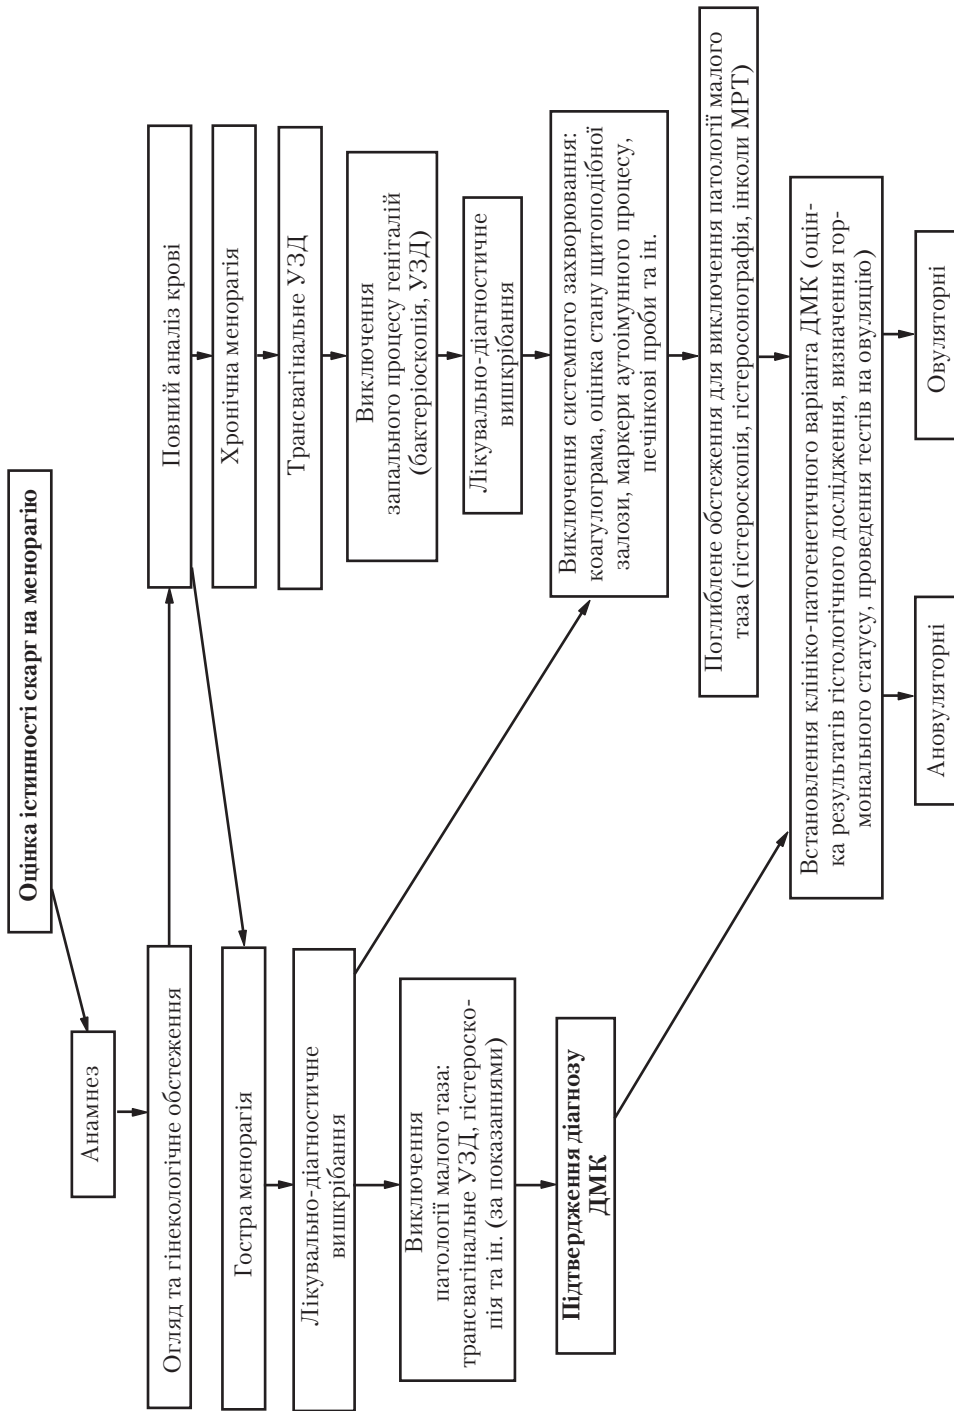 Оцінка істинності скарг на менорагію
Анамнез
Огляд та гінекологічне обстеження
Повний аналіз крові
Гостра менорагія
Хронічна менорагія
Лікувально-діагностичне
вишкрібання
Трансвагінальне УЗД
Виключення
патології малого таза:
трансвагінальне УЗД, гістероско-
пія та ін. (за показаннями)
Виключення
запального процесу геніталій
(бактеріоскопія, УЗД)
Лікувально-діагностичне
вишкрібання
Підтвердження діагнозу
ДМК
Виключення системного захворювання:
коагулограма, оцінка стану щитоподібної
залози, маркери аутоімунного процесу,
печінкові проби та ін.
Поглиблене обстеження для виключення патології малого
таза (гістероскопія, гістеросонографія, інколи МРТ)
Встановлення клініко-патогенетичного варіанта ДМК (оцін-
ка результатів гістологічного дослідження, визначення гор-
монального статусу, проведення тестів на овуляцію)
Ановуляторні
Овуляторні